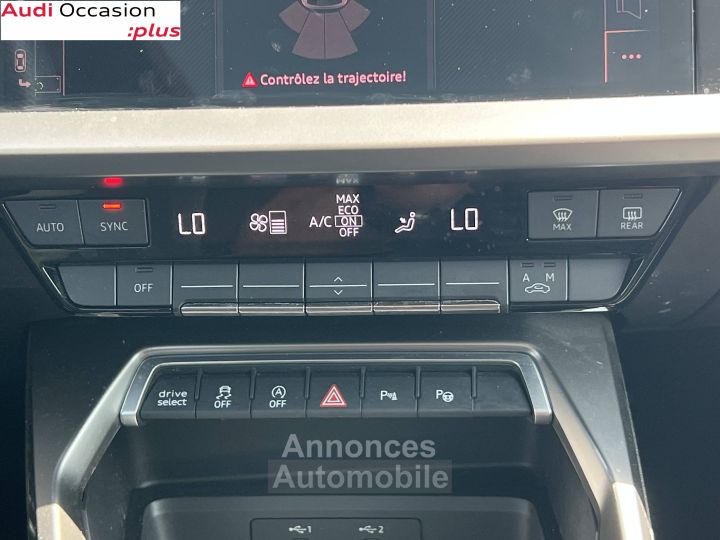 Audi Occasion
:plus
Contrôlez la trajectoire!
MAX
AUTO
SYNC
LO
A/C
MAX
ECO
ON
OFF
LO
MAX
REAR
OFF
A M
drive
select
OFF
A
OFF
P
P
Annonces
Automobile
1
2